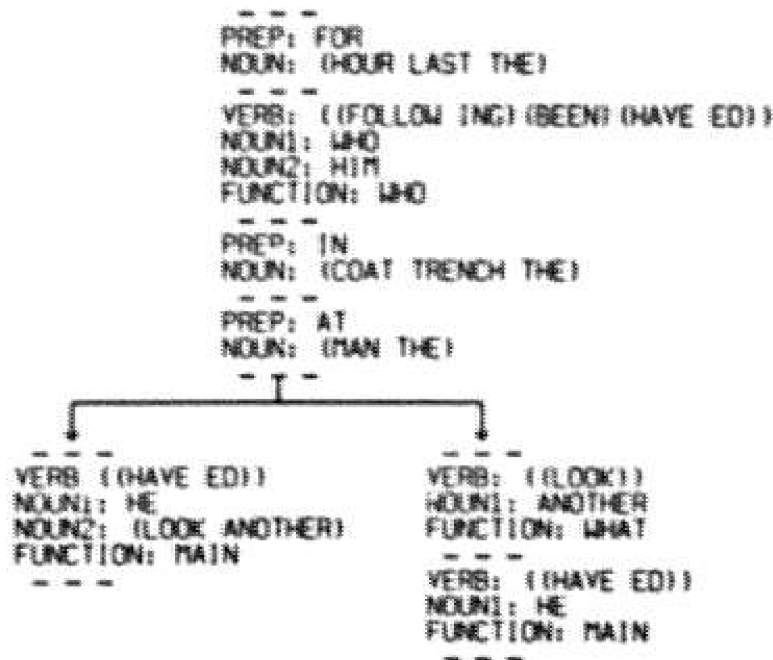 - - -
PREP: FOR
NOUN: (HOUR LAST THE)
- - -
VERB: ((FOLLOW ING)(BEEN)(HAVE ED))
NOUN1: WHO
NOUN2: HIM
FUNCTION: WHO
- - -
PREP: IN
NOUN: (COAT TRENCH THE)
- - -
PREP: AT
NOUN: (MAN THE)
- - -
- - -
VERB ((HAVE ED))
NOUN1: HE
NOUN2: (LOOK ANOTHER)
FUNCTION: MAIN
- - -
- - -
VERB: ((LOOK))
NOUN1: ANOTHER
FUNCTION: WHAT
- - -
VERB: ((HAVE ED))
NOUN1: HE
FUNCTION: MAIN
- - -